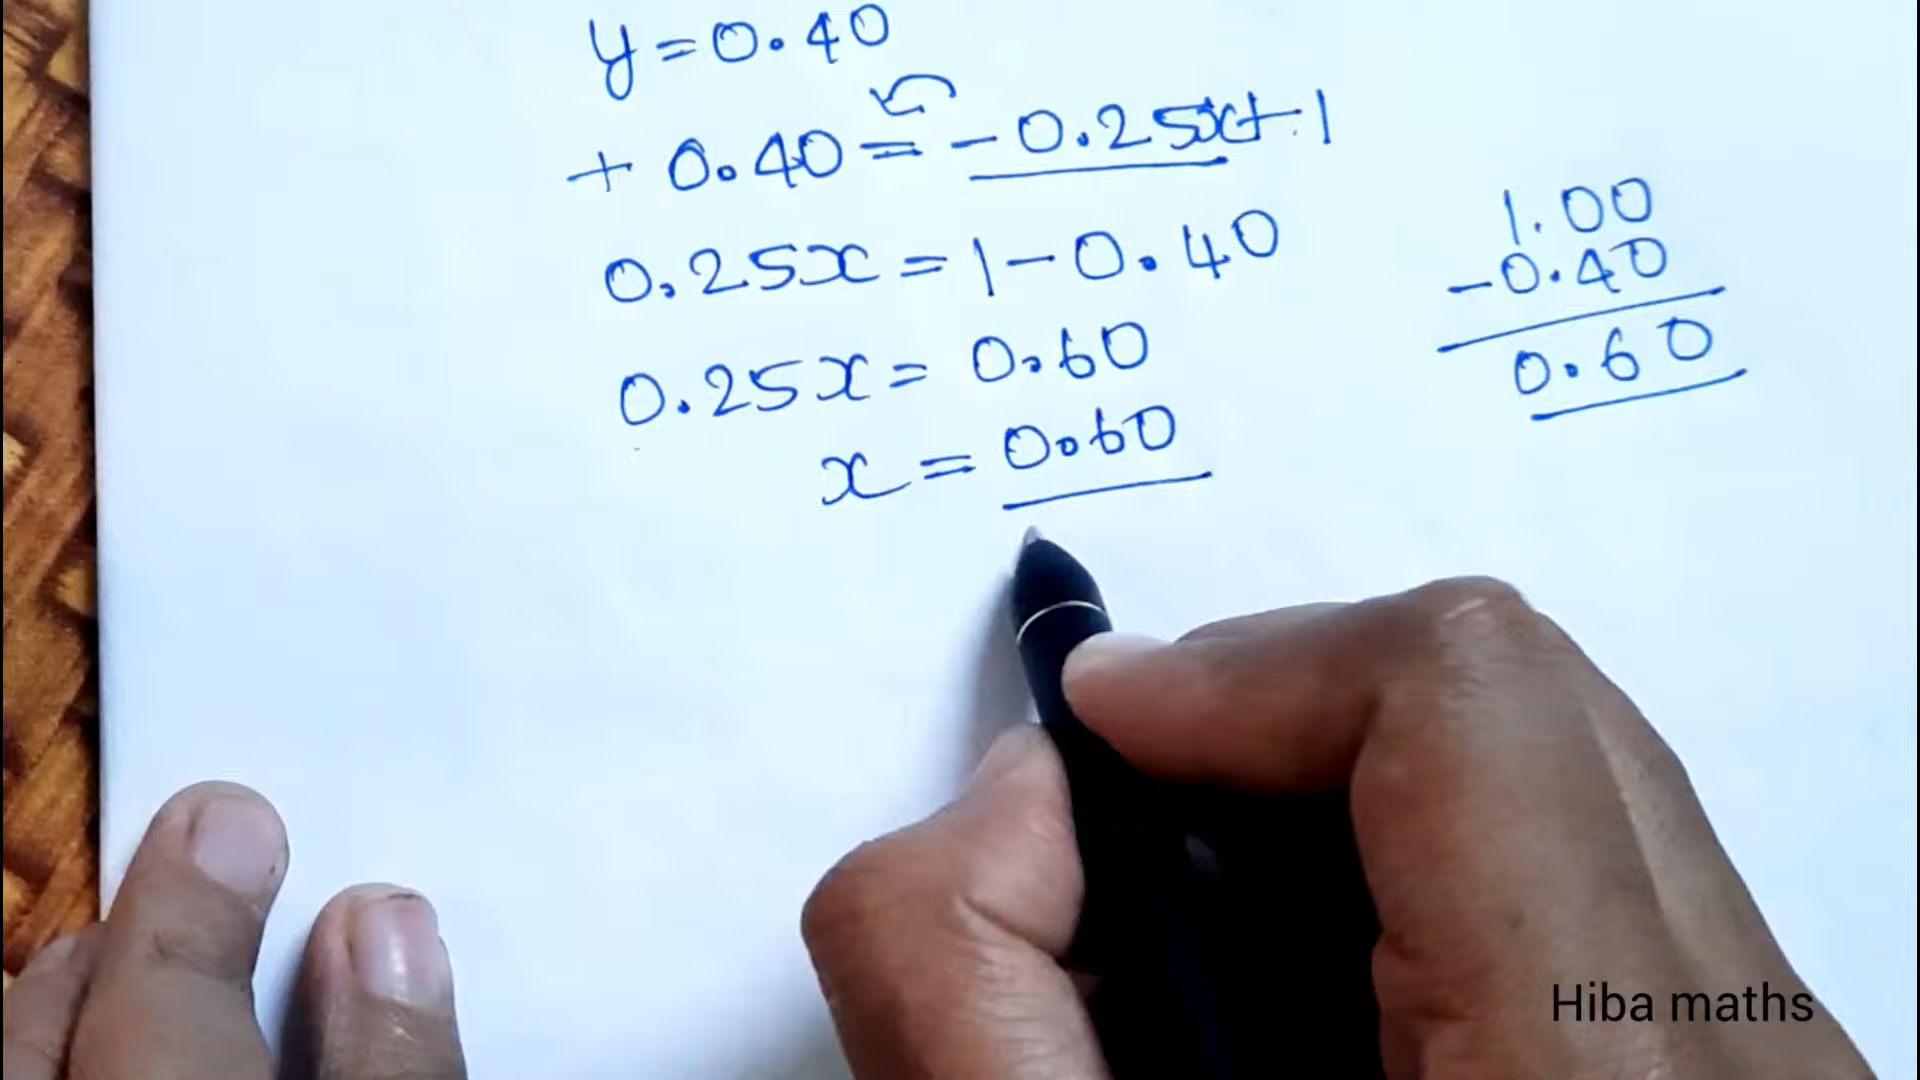 y = 0.40
+ 0.40 = - 0.25x + 1
0.25x = 1 - 0.40
0.25x = 0.60
x = 0.60
1.00
- 0.40
0.60
Hiba maths